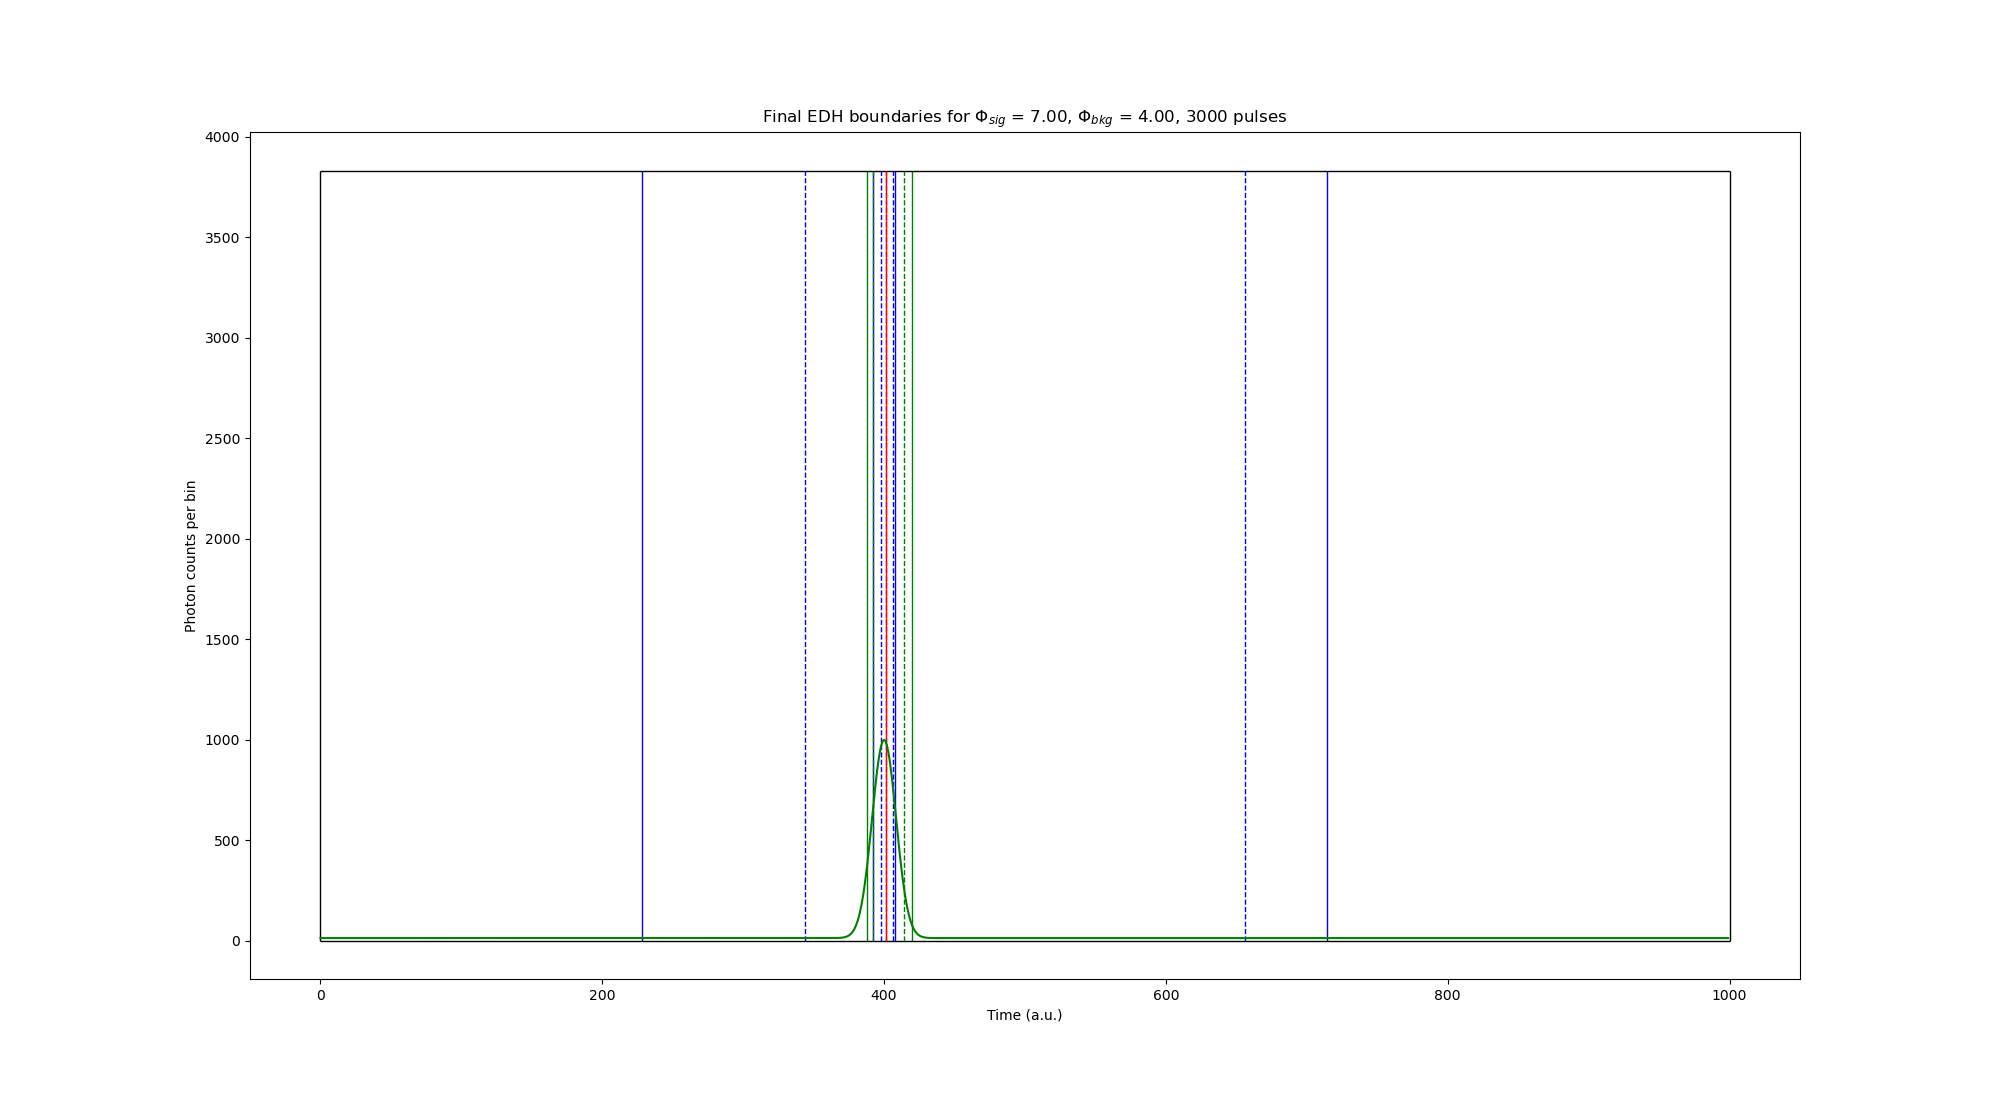 Final EDH boundaries for Φsig = 7.00, Φbkg = 4.00, 3000 pulses
4000
3500
3000
2500
2000
1500
1000
500
0
Photon counts per bin
0 200 400 600 800 1000
Time (a.u.)